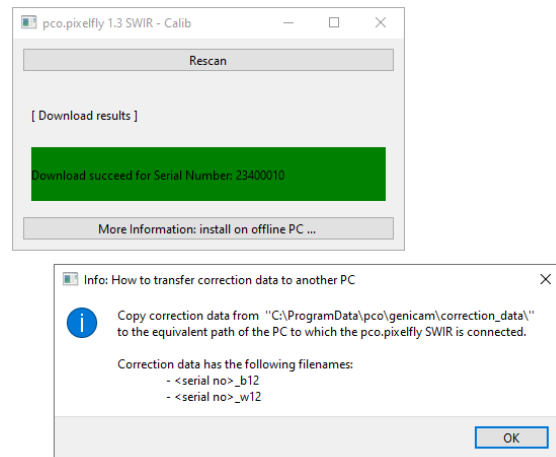 pco.pixelfly 1.3 SWIR - Calib
Rescan
[ Download results ]
Download succeed for Serial Number: 23400010
More Information: install on offline PC ...
Info: How to transfer correction data to another PC
Copy correction data from "C:\ProgramData\pco\genicam\correction_data\"
to the equivalent path of the PC to which the pco.pixelfly SWIR is connected.
Correction data has the following filenames:
- <serial no>_b12
- <serial no>_w12
OK